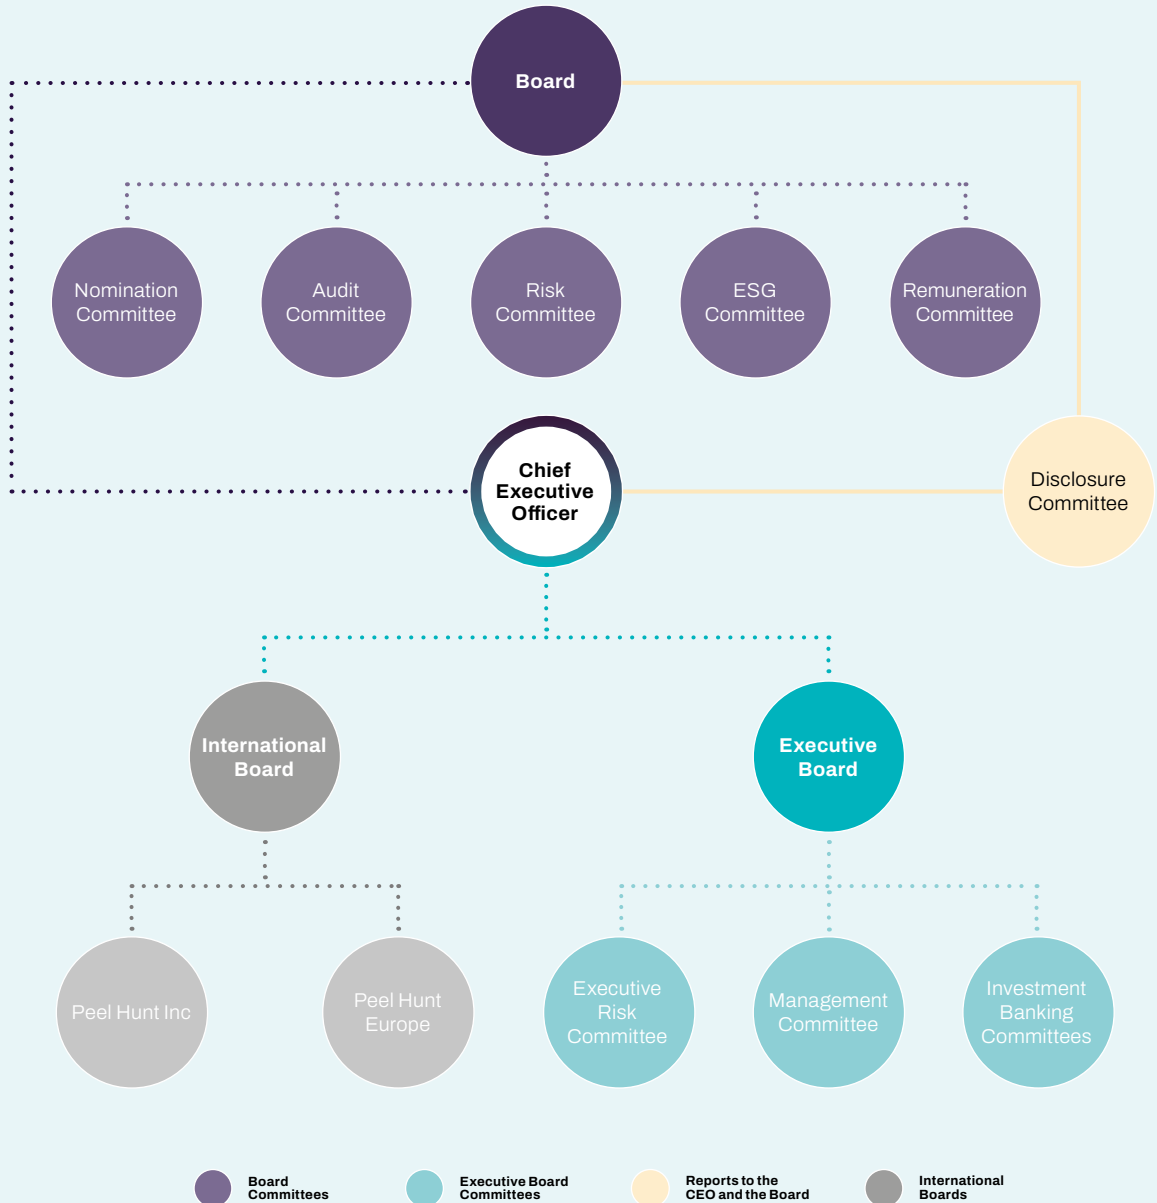 Board
Nomination
Committee
Audit
Committee
Risk
Committee
ESG
Committee
Remuneration
Committee
Chief
Executive
Officer
Disclosure
Committee
International
Board
Executive
Board
Peel Hunt Inc
Peel Hunt
Europe
Executive
Risk
Committee
Management
Committee
Investment
Banking
Committees
Board
Committees
Executive Board
Committees
Reports to the
CEO and the Board
International
Boards